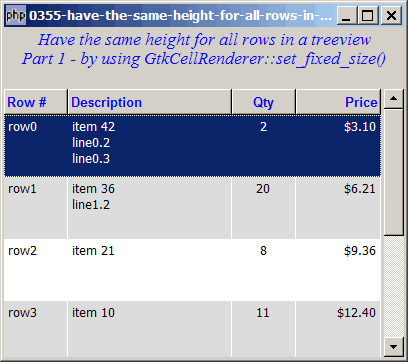 php 0355-have-the-same-height-for-all-rows-in-...
Have the same height for all rows in a treeview
Part 1 - by using GtkCellRenderer::set_fixed_size()
Row # Description Qty Price
row0 item 42 2 $3.10
line0.2
line0.3
row1 item 36 20 $6.21
line1.2
row2 item 21 8 $9.36
row3 item 10 11 $12.40